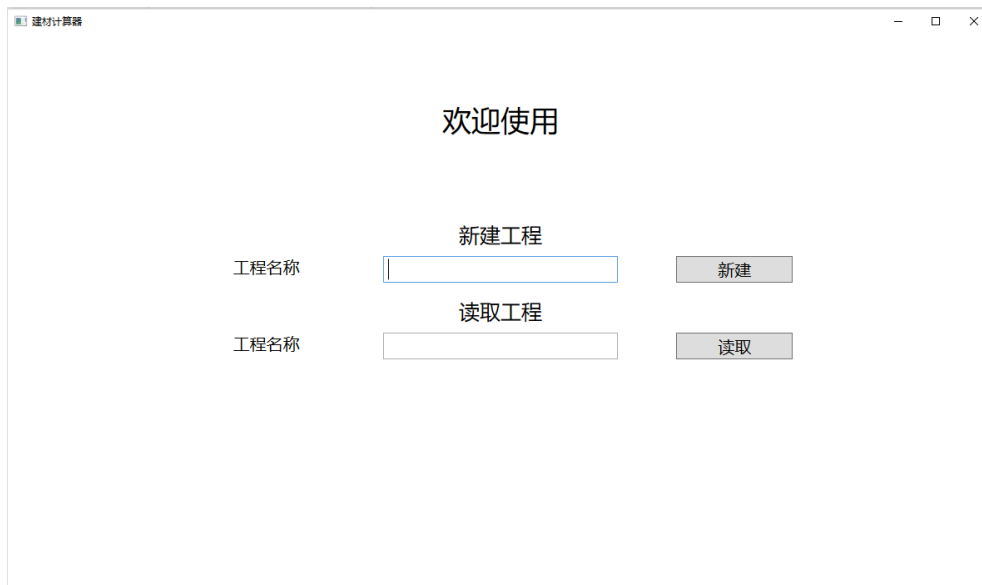 建材计算器
欢迎使用
新建工程
工程名称 新建
读取工程
工程名称 读取